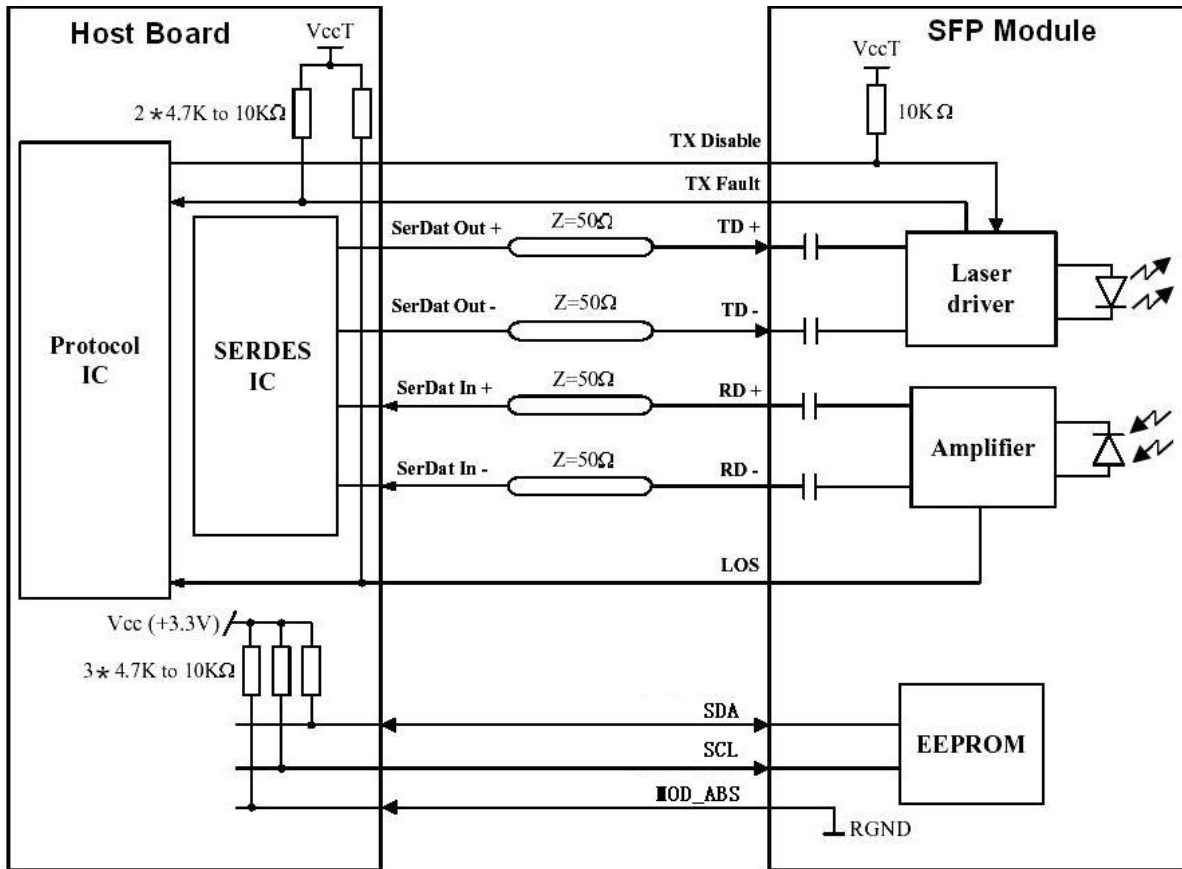 Host Board
SFP Module
VccT
VccT
2*4.7K to 10KΩ
10KΩ
TX Disable
TX Fault
SerDat Out +
Z=50Ω
TD +
SerDat Out -
Z=50Ω
TD -
Laser
driver
Protocol
IC
SERDES
IC
SerDat In +
Z=50Ω
RD +
SerDat In -
Z=50Ω
RD -
Amplifier
LOS
Vcc (+3.3V)
3*4.7K to 10KΩ
SDA
SCL
MOD_ABS
EEPROM
RGND